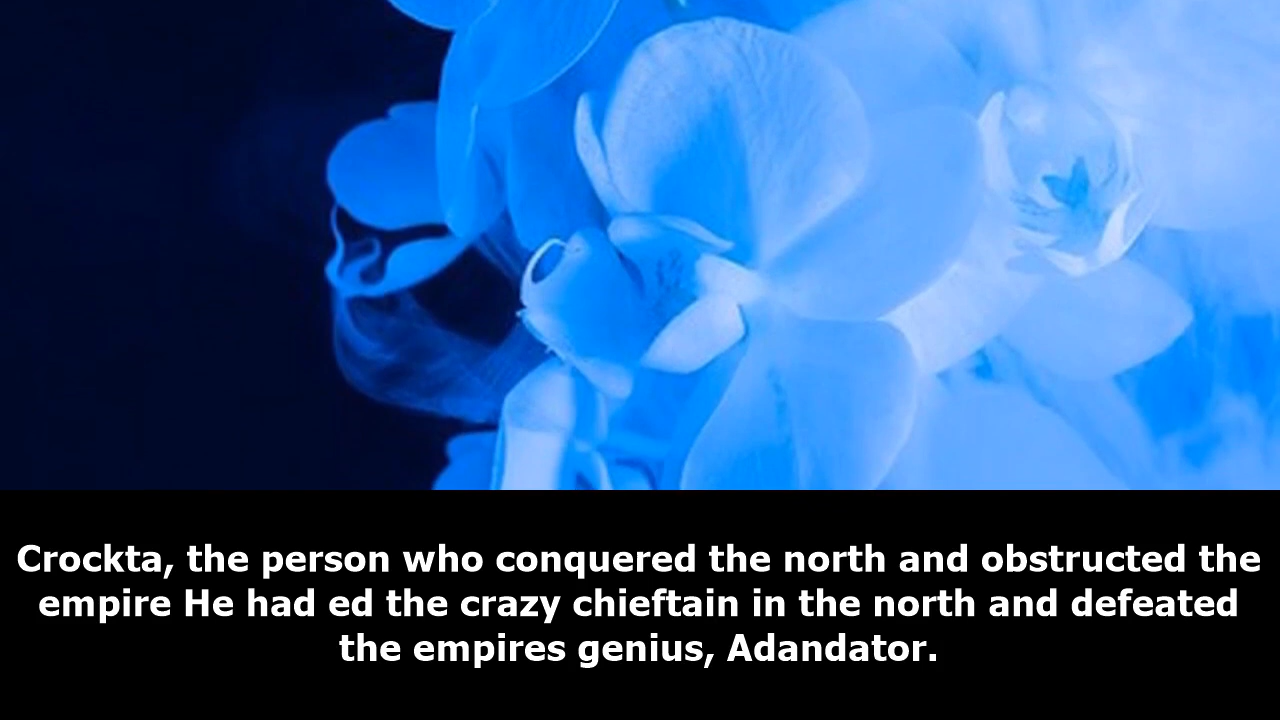 Crockta, the person who conquered the north and obstructed the
empire He had ed the crazy chieftain in the north and defeated
the empires genius, Adandator.